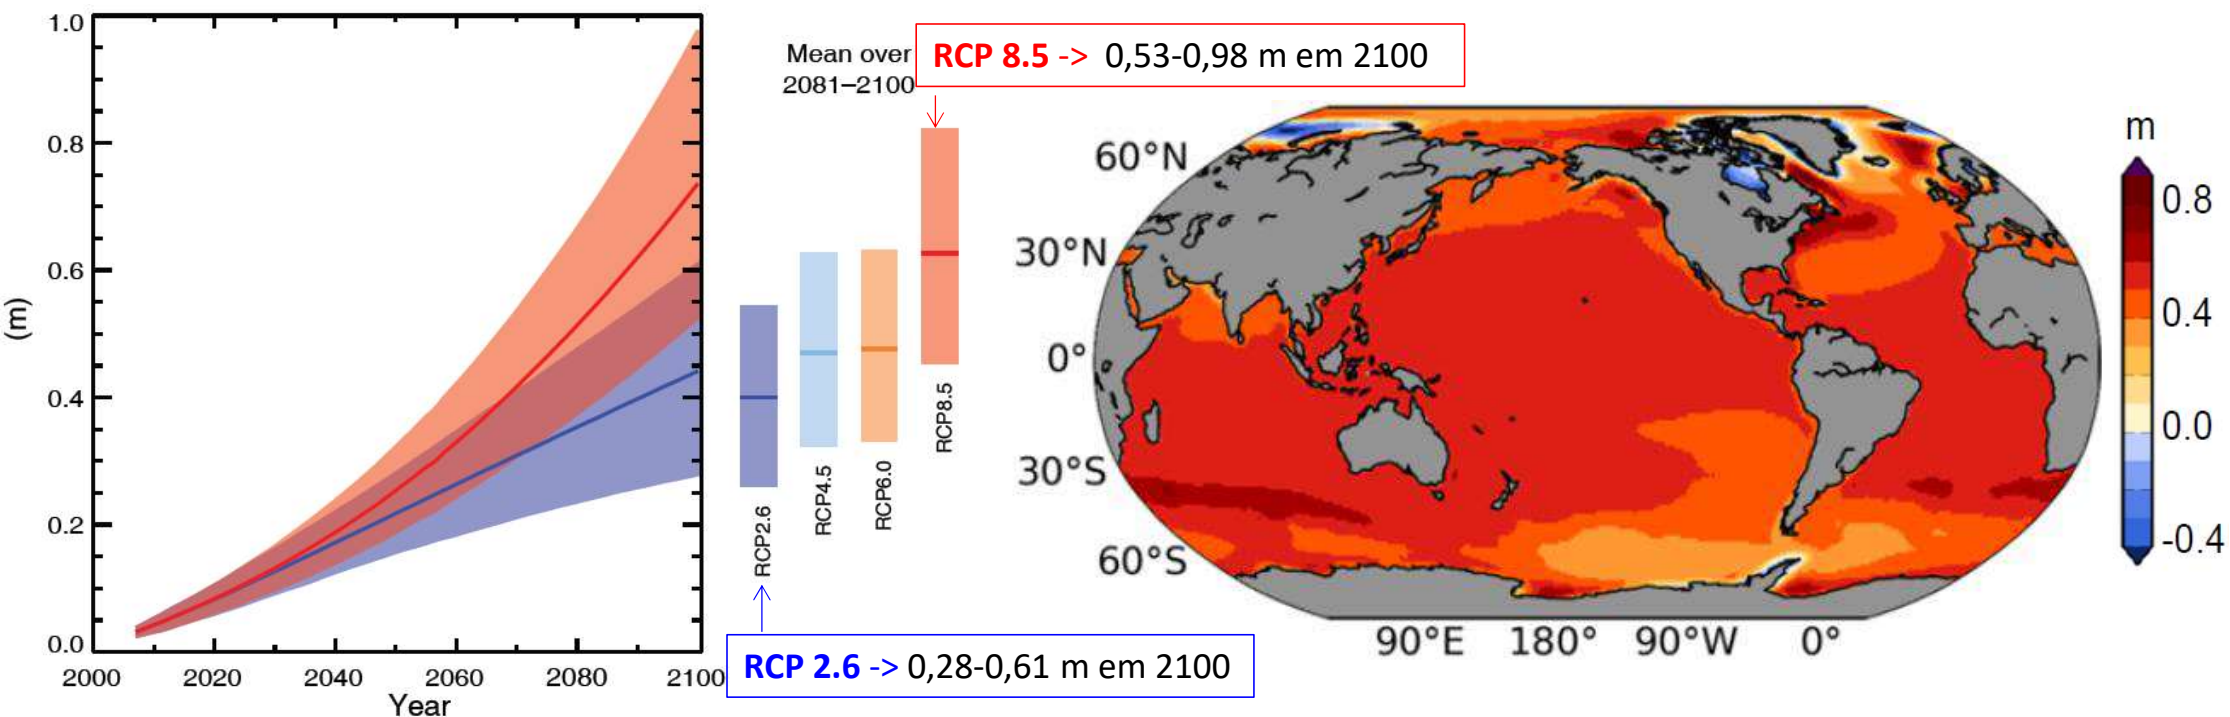 1.0
0.8
0.6
0.4
0.2
0.0
(m)
2000 2020 2040 2060 2080 2100
Year
Mean over
2081–2100
RCP2.6
RCP4.5
RCP6.0
RCP8.5
RCP 8.5 -> 0,53-0,98 m em 2100
RCP 2.6 -> 0,28-0,61 m em 2100
60°N
30°N
0°
30°S
60°S
90°E 180° 90°W 0°
m
0.8
0.4
0.0
-0.4